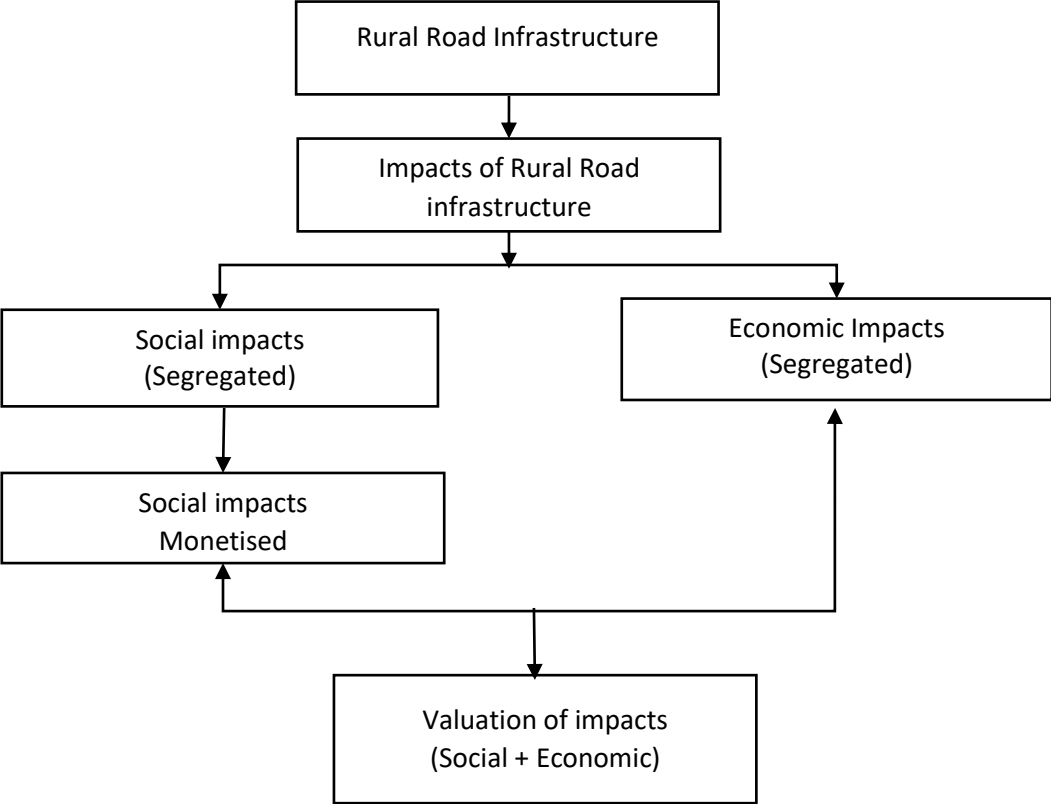 Rural Road Infrastructure
Impacts of Rural Road
infrastructure
Social impacts
(Segregated)
Economic Impacts
(Segregated)
Social impacts
Monetised
Valuation of impacts
(Social + Economic)